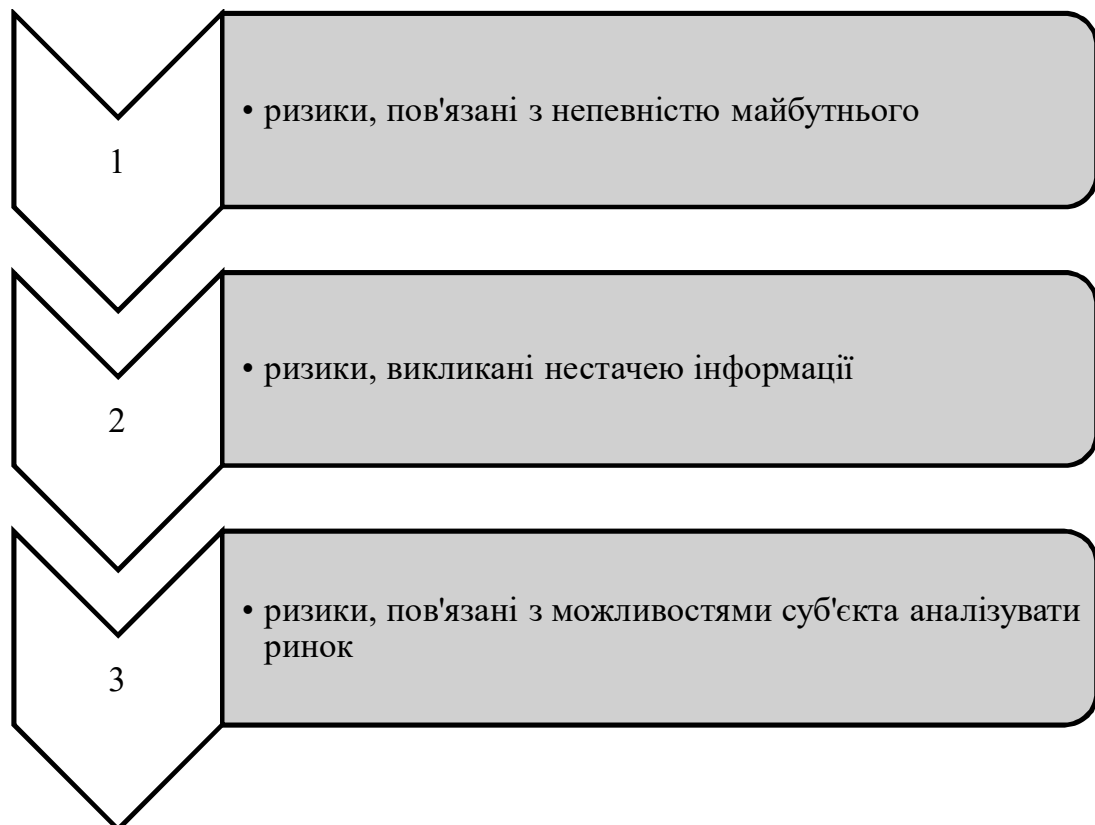 1
• ризики, пов'язані з непевністю майбутнього
2
• ризики, викликані нестачею інформації
3
• ризики, пов'язані з можливостями суб'єкта аналізувати
ринок